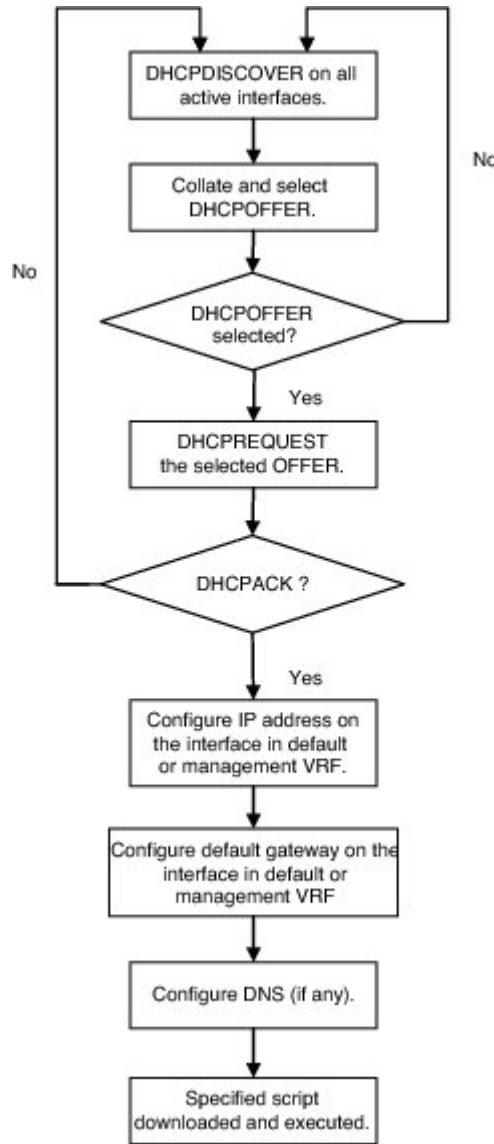 DHCPDISCOVER on all
active interfaces.
No
Collate and select
DHCPOFFER.
No
DHCPOFFER
selected?
Yes
DHCPREQUEST
the selected OFFER.
DHCPACK ?
Yes
Configure IP address on
the interface in default
or management VRF.
Configure default gateway on the
interface in default or
management VRF
Configure DNS (if any).
Specified script
downloaded and executed.